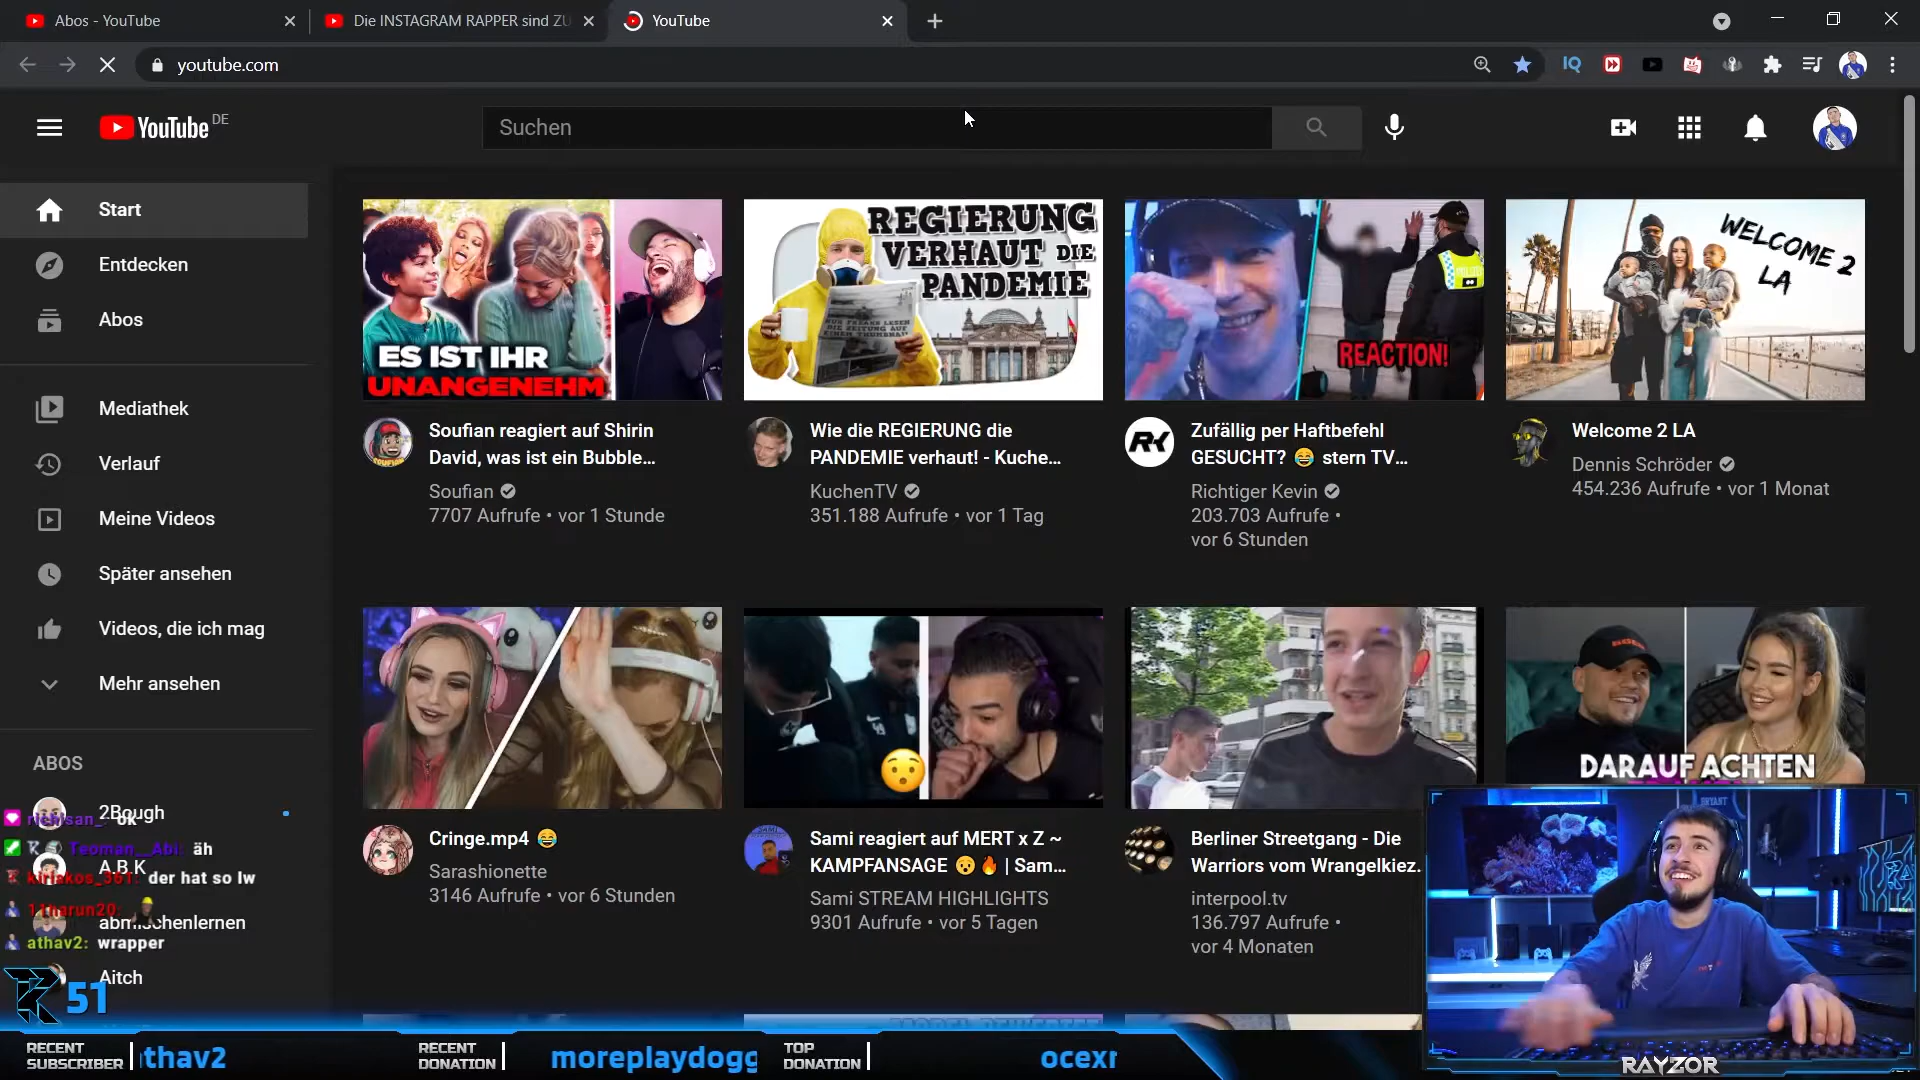 Abos - YouTube
Die INSTAGRAM RAPPER sind ZU
YouTube
youtube.com
IQ
YouTube DE
Suchen
Start
Entdecken
Abos
Mediathek
Verlauf
Meine Videos
Später ansehen
Videos, die ich mag
Mehr ansehen
ABOS
2Bough
A.B.K
Aitch
ES IST IHR
UNANGENEHM
Soufian reagiert auf Shirin
David, was ist ein Bubble...
Soufian
7707 Aufrufe • vor 1 Stunde
REGIERUNG
VERHAUT DIE
PANDEMIE
Wie die REGIERUNG die
PANDEMIE verhaut! - Kuche...
KuchenTV
351.188 Aufrufe • vor 1 Tag
REACTION!
RK
Zufällig per Haftbefehl
GESUCHT? 😂 stern TV...
Richtiger Kevin
203.703 Aufrufe •
vor 6 Stunden
WELCOME 2
LA
Welcome 2 LA
Dennis Schröder
454.236 Aufrufe • vor 1 Monat
Cringe.mp4 😂
Sarashionette
3146 Aufrufe • vor 6 Stunden
Sami reagiert auf MERT x Z ~
KAMPFANSAGE 😯🔥 | Sam...
Sami STREAM HIGHLIGHTS
9301 Aufrufe • vor 5 Tagen
Berliner Streetgang - Die
Warriors vom Wrangelkiez.
interpool.tv
136.797 Aufrufe •
vor 4 Monaten
DARAUF ACHTEN
richisan_: ok
Teoman__Abi: äh
kiriakos_361: der hat so lw
11harun20:
athav2: wrapper
51
RECENT
SUBSCRIBER
thav2
RECENT
DONATION
moreplaydogg
TOP
DONATION
ocexr
RAYZOR